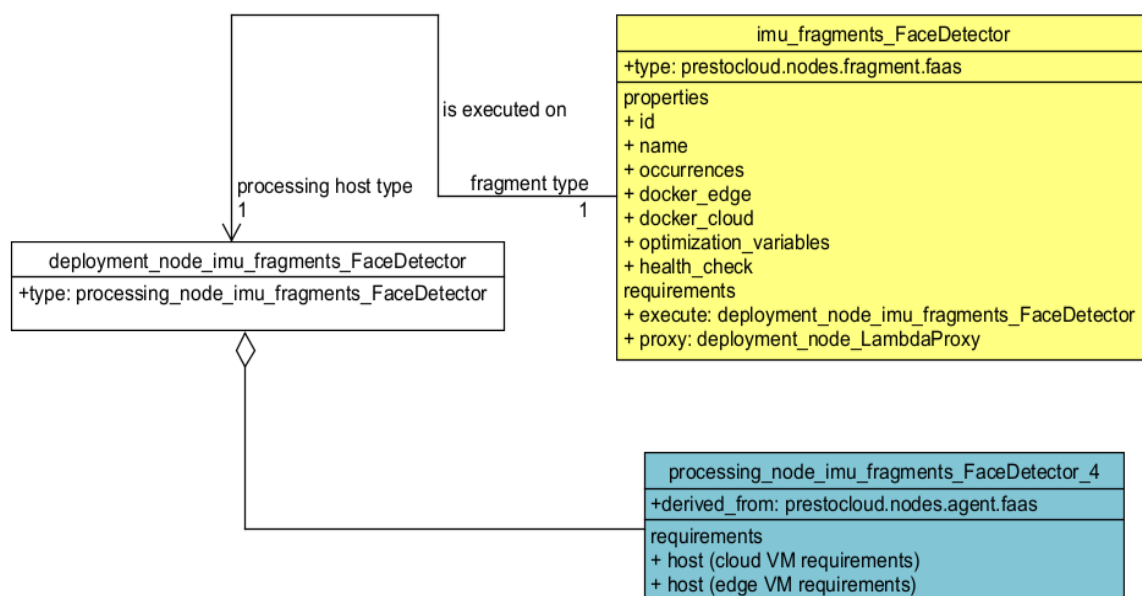 imu_fragments_FaceDetector
+type: prestocloud.nodes.fragment.faas
properties
+ id
+ name
+ occurrences
+ docker_edge
+ docker_cloud
+ optimization_variables
+ health_check
requirements
+ execute: deployment_node_imu_fragments_FaceDetector
+ proxy: deployment_node_LambdaProxy
is executed on
processing host type
1
fragment type
1
deployment_node_imu_fragments_FaceDetector
+type: processing_node_imu_fragments_FaceDetector
processing_node_imu_fragments_FaceDetector_4
+derived_from: prestocloud.nodes.agent.faas
requirements
+ host (cloud VM requirements)
+ host (edge VM requirements)